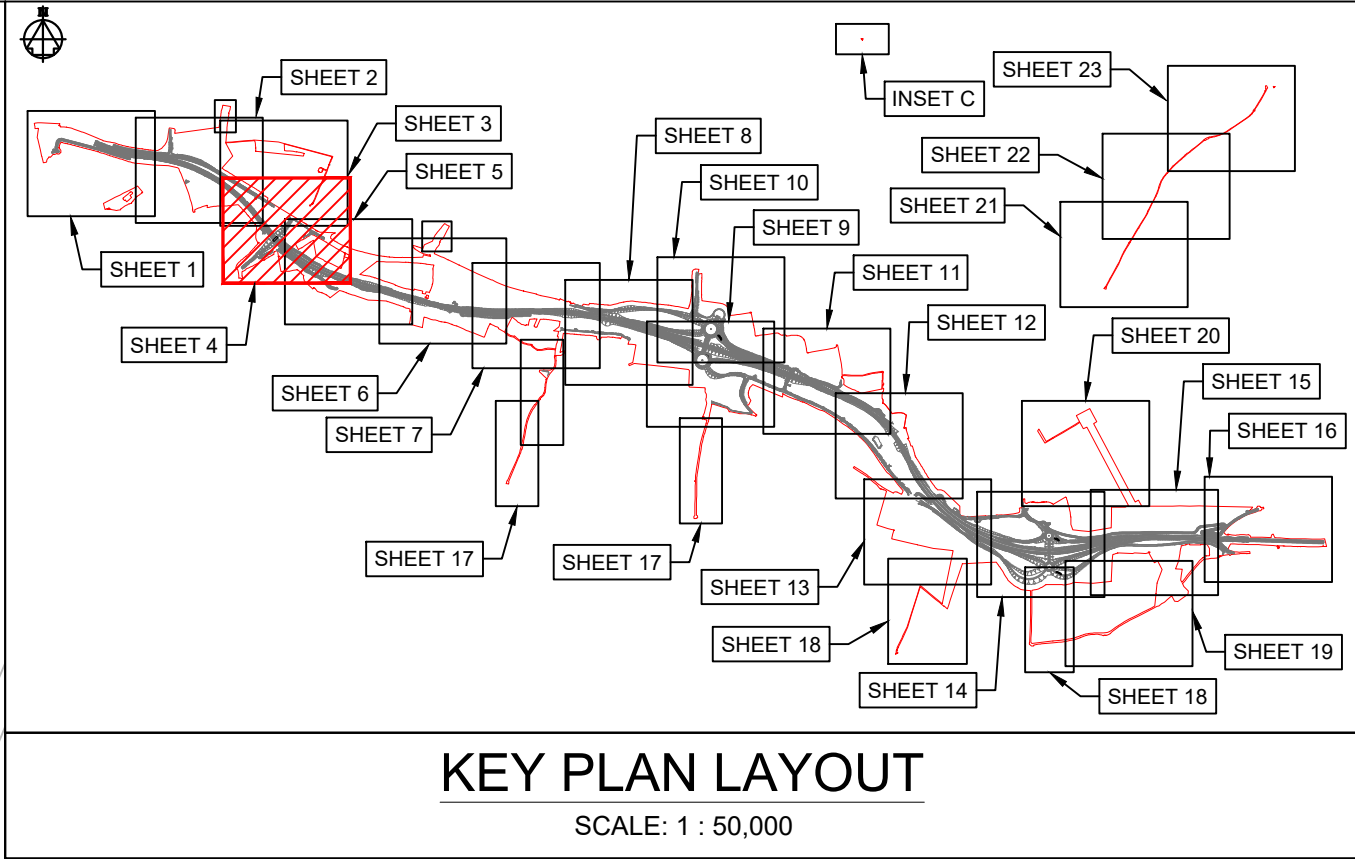 SHEET 2
SHEET 3
SHEET 5
SHEET 8
SHEET 10
SHEET 9
INSET C
SHEET 23
SHEET 22
SHEET 21
SHEET 1
SHEET 11
SHEET 12
SHEET 20
SHEET 4
SHEET 15
SHEET 6
SHEET 16
SHEET 7
SHEET 17
SHEET 17
SHEET 13
SHEET 18
SHEET 19
SHEET 14
SHEET 18
KEY PLAN LAYOUT
SCALE: 1 : 50,000